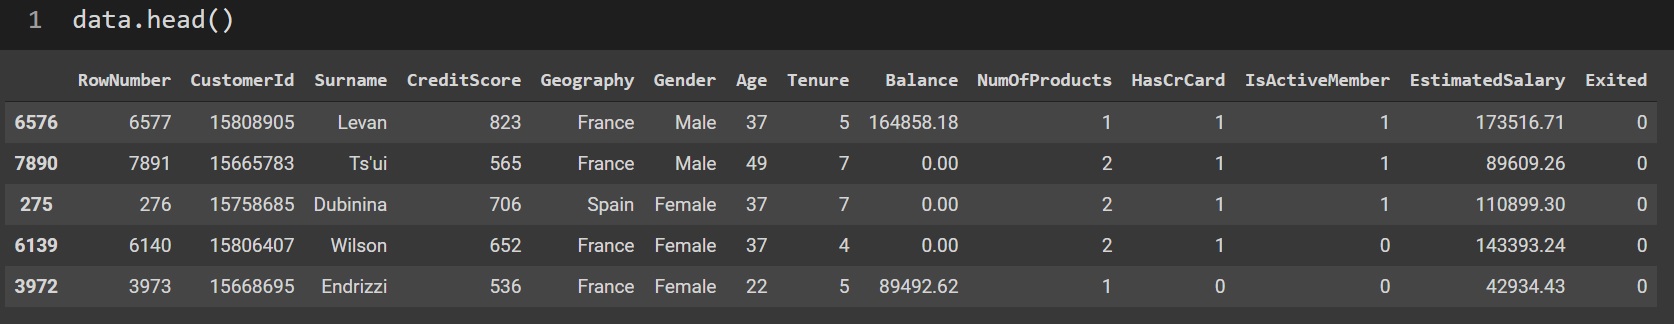 1 data.head()
RowNumber CustomerId Surname CreditScore Geography Gender Age Tenure Balance NumOfProducts HasCrCard IsActiveMember EstimatedSalary Exited
6576 6577 15808905 Levan 823 France Male 37 5 164858.18 1 1 1 173516.71 0
7890 7891 15665783 Ts'ui 565 France Male 49 7 0.00 2 1 1 89609.26 0
275 276 15758685 Dubinina 706 Spain Female 37 7 0.00 2 1 1 110899.30 0
6139 6140 15806407 Wilson 652 France Female 37 4 0.00 2 1 0 143393.24 0
3972 3973 15668695 Endrizzi 536 France Female 22 5 89492.62 1 0 0 42934.43 0